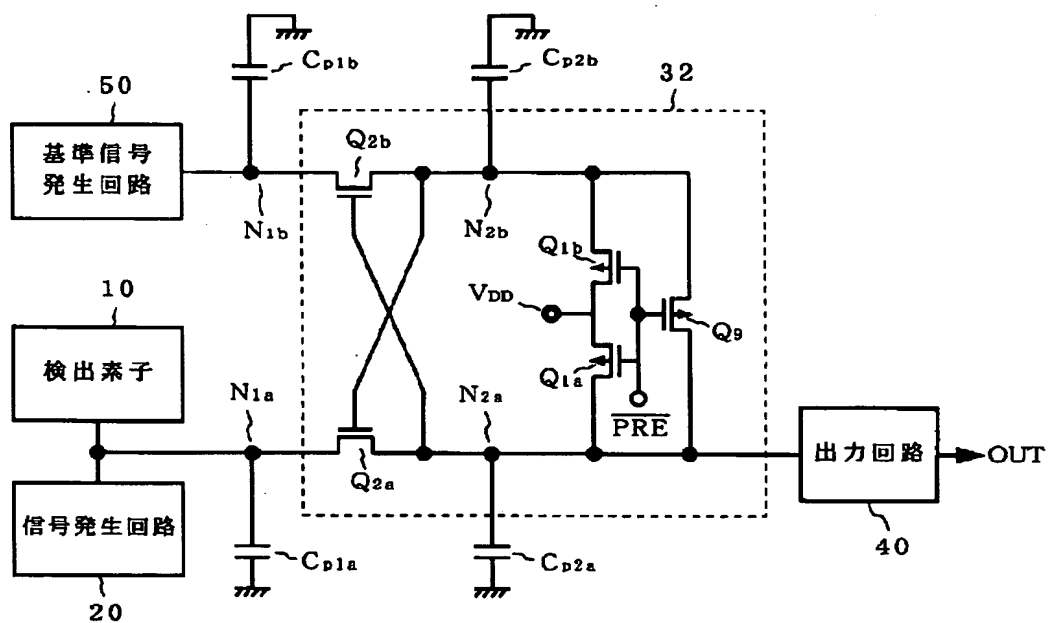 Cp1b
Cp2b
32
50
基準信号
発生回路
Q2b
N1b
N2b
Q1b
VDD
Q9
10
検出素子
Q1a
PRE
N1a
N2a
出力回路
OUT
Q2a
信号発生回路
40
Cp1a
Cp2a
20